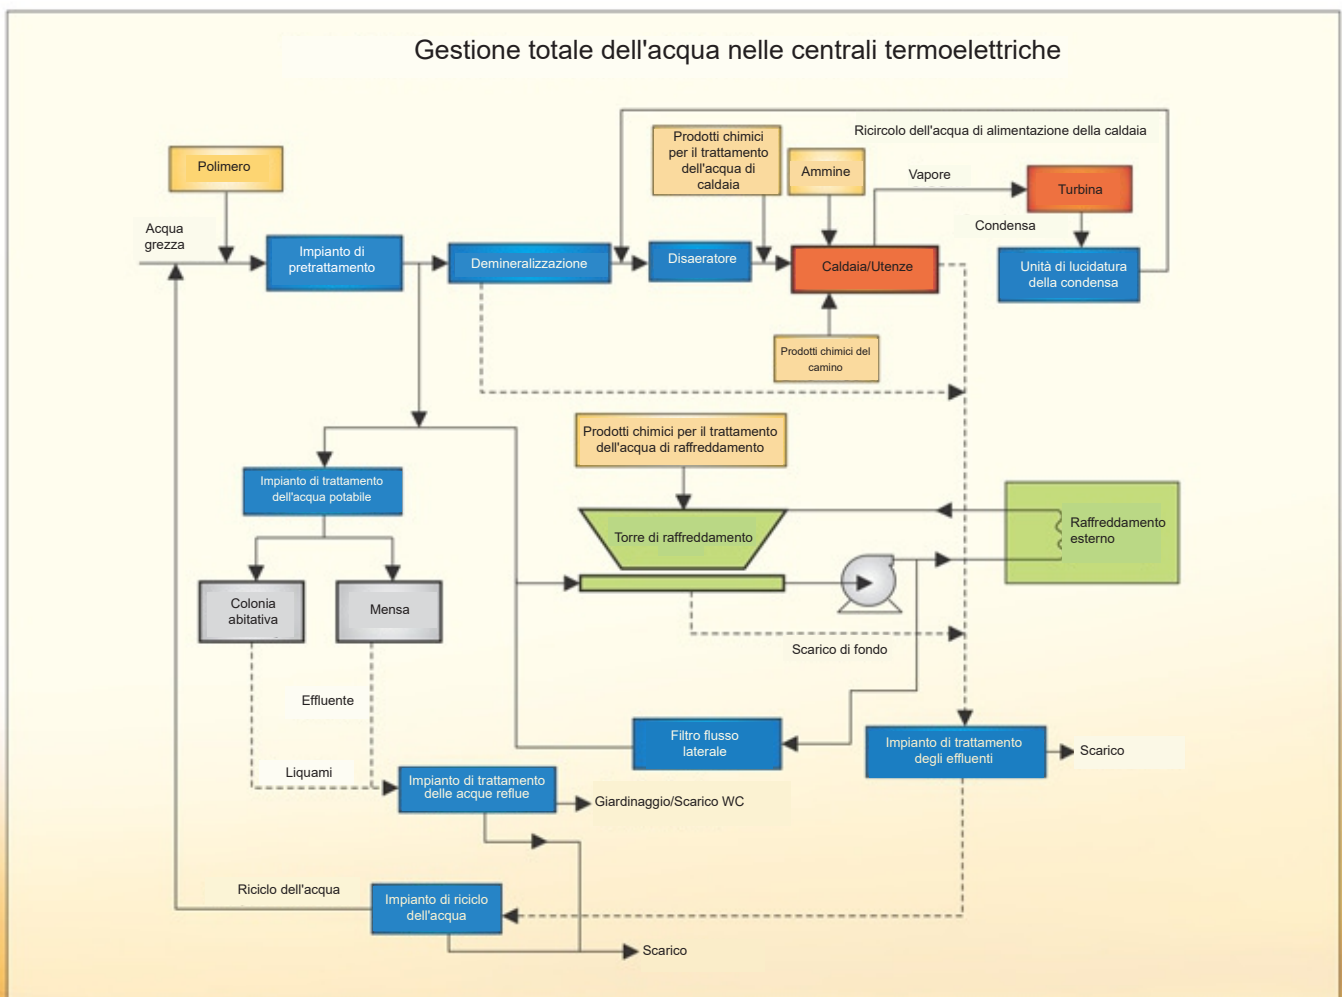 Gestione totale dell'acqua nelle centrali termoelettriche
Ricircolo dell'acqua di alimentazione della caldaia
Polimero
Prodotti chimici
per il trattamento
dell'acqua di
caldaia
Ammine
Vapore
Turbina
Acqua
grezza
Condensa
Impianto di
pretrattamento
Demineralizzazione
Disaeratore
Caldaia/Utenze
Unità di lucidatura
della condensa
Prodotti chimici del
camino
Prodotti chimici per il trattamento
dell'acqua di raffreddamento
Impianto di trattamento
dell'acqua potabile
Torre di raffreddamento
Raffreddamento
esterno
Colonia
abitativa
Mensa
Scarico di fondo
Effluente
Filtro flusso
laterale
Impianto di trattamento
degli effluenti
Scarico
Liquami
Impianto di trattamento
delle acque reflue
Giardinaggio/Scarico WC
Riciclo dell'acqua
Impianto di riciclo
dell'acqua
Scarico